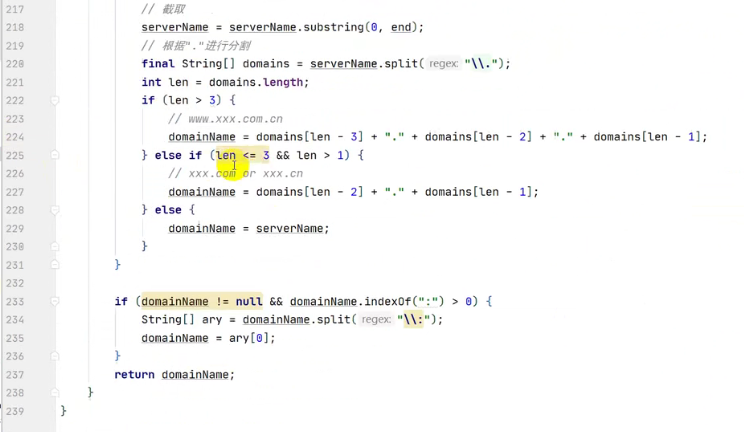 217 // 截取
218 serverName = serverName.substring(0, end);
219 // 根据"."进行分割
220 final String[] domains = serverName.split( regex: "\\.");
221 int len = domains.length;
222 if (len > 3) {
223 // www.xxx.com.cn
224 domainName = domains[len - 3] + "." + domains[len - 2] + "." + domains[len - 1];
225 } else if (len <= 3 && len > 1) {
226 // xxx.com or xxx.cn
227 domainName = domains[len - 2] + "." + domains[len - 1];
228 } else {
229 domainName = serverName;
230 }
231 }
232
233 if (domainName != null && domainName.indexOf(":") > 0) {
234 String[] ary = domainName.split( regex: "\\:");
235 domainName = ary[0];
236 }
237 return domainName;
238 }
239 }